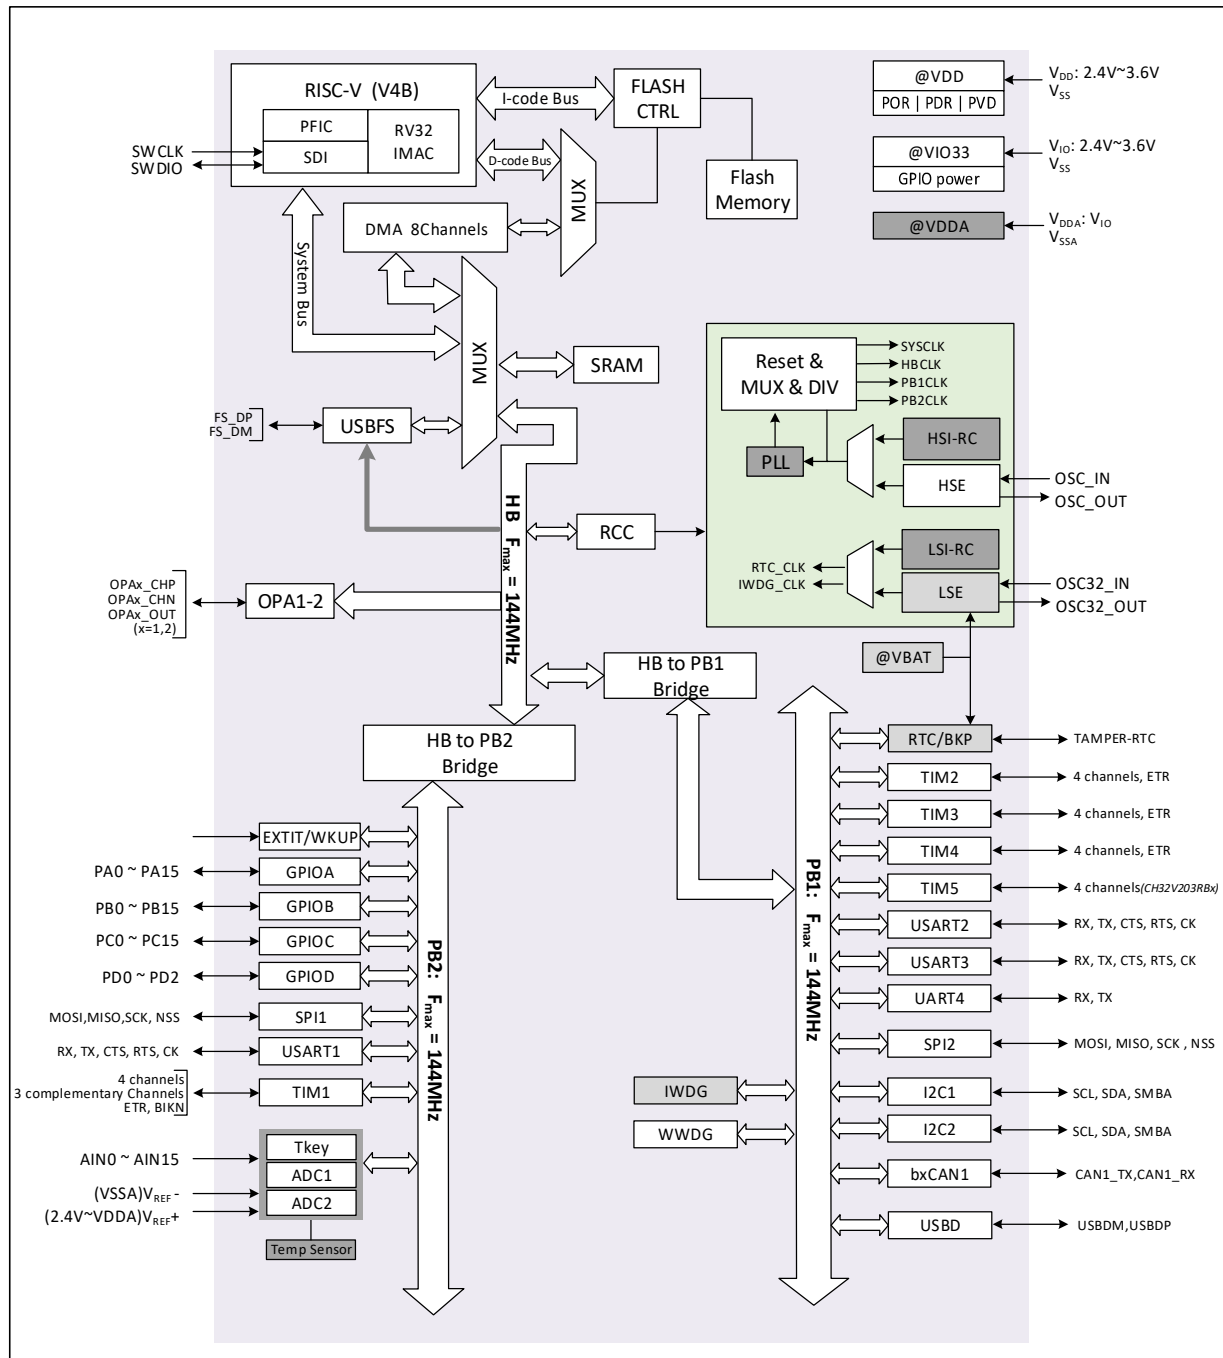 RISC-V (V4B)
PFIC
SDI
RV32
IMAC
SWCLK
SWDIO
I-code Bus
D-code Bus
FLASH
CTRL
Flash
Memory
MUX
DMA 8Channels
System Bus
MUX
SRAM
FS_DP
FS_DM
USBFS
@VDD
POR | PDR | PVD
VDD: 2.4V~3.6V
VSS
@VIO33
GPIO power
VIO: 2.4V~3.6V
VSS
@VDDA
VDDA: VIO
VSSA
Reset &
MUX & DIV
SYSCLK
HBCLK
PB1CLK
PB2CLK
PLL
HSI-RC
HSE
OSC_IN
OSC_OUT
LSI-RC
LSE
RTC_CLK
IWDG_CLK
OSC32_IN
OSC32_OUT
RCC
HB Fmax = 144MHz
OPAx_CHP
OPAx_CHN
OPAx_OUT
(x=1,2)
OPA1-2
@VBAT
HB to PB1
Bridge
HB to PB2
Bridge
PB2: Fmax = 144MHz
PB1: Fmax = 144MHz
EXTIT/WKUP
PA0 ~ PA15
GPIOA
PB0 ~ PB15
GPIOB
PC0 ~ PC15
GPIOC
PD0 ~ PD2
GPIOD
MOSI,MISO,SCK, NSS
SPI1
RX, TX, CTS, RTS, CK
USART1
4 channels
3 complementary Channels
ETR, BIKN
TIM1
AIN0 ~ AIN15
Tkey
ADC1
(VSSA)VREF -
ADC2
(2.4V~VDDA)VREF+
Temp Sensor
RTC/BKP
TAMPER-RTC
TIM2
4 channels, ETR
TIM3
4 channels, ETR
TIM4
4 channels, ETR
TIM5
4 channels(CH32V203RBx)
USART2
RX, TX, CTS, RTS, CK
USART3
RX, TX, CTS, RTS, CK
UART4
RX, TX
SPI2
MOSI, MISO, SCK , NSS
IWDG
I2C1
SCL, SDA, SMBA
WWDG
I2C2
SCL, SDA, SMBA
bxCAN1
CAN1_TX,CAN1_RX
USBD
USBDM,USBDP